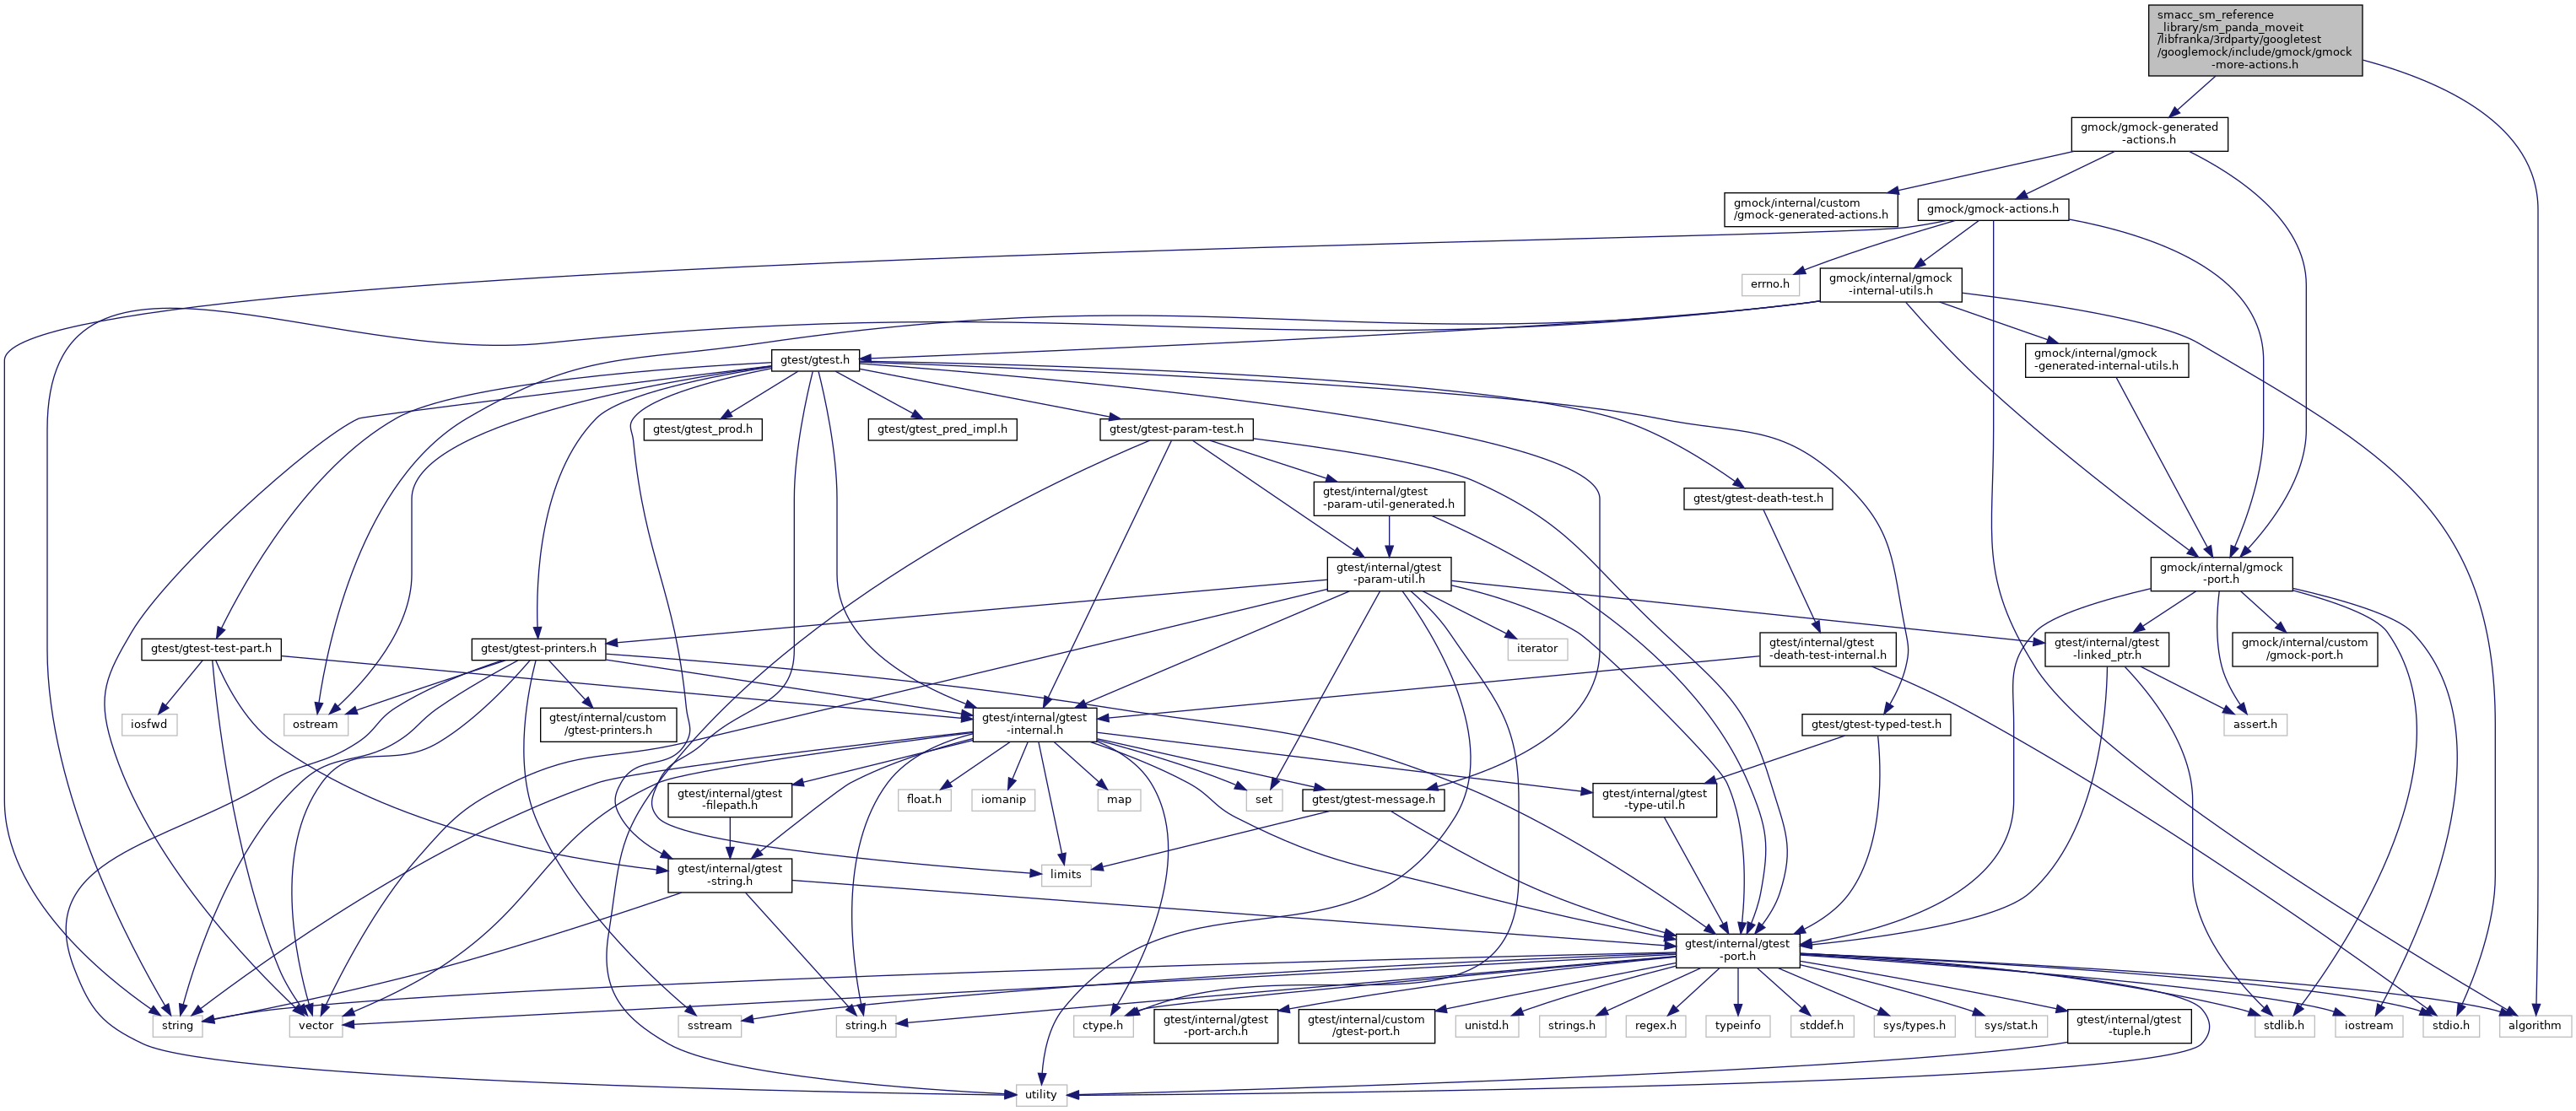 smacc_sm_reference
_library/sm_panda_moveit
/libfranka/3rdparty/googletest
/googlemock/include/gmock/gmock
-more-actions.h
gmock/gmock-generated
-actions.h
gmock/internal/custom
/gmock-generated-actions.h
gmock/gmock-actions.h
errno.h
gmock/internal/gmock
-internal-utils.h
gtest/gtest.h
gmock/internal/gmock
-generated-internal-utils.h
gtest/gtest_prod.h
gtest/gtest_pred_impl.h
gtest/gtest-param-test.h
gtest/internal/gtest
-param-util-generated.h
gtest/gtest-death-test.h
gtest/internal/gtest
-param-util.h
gmock/internal/gmock
-port.h
gtest/gtest-test-part.h
gtest/gtest-printers.h
iterator
gtest/internal/gtest
-death-test-internal.h
gtest/internal/gtest
-linked_ptr.h
gmock/internal/custom
/gmock-port.h
iosfwd
ostream
gtest/internal/custom
/gtest-printers.h
gtest/internal/gtest
-internal.h
gtest/gtest-typed-test.h
assert.h
gtest/internal/gtest
-filepath.h
float.h
iomanip
map
set
gtest/gtest-message.h
gtest/internal/gtest
-type-util.h
gtest/internal/gtest
-string.h
limits
gtest/internal/gtest
-port.h
string
vector
sstream
string.h
ctype.h
gtest/internal/gtest
-port-arch.h
gtest/internal/custom
/gtest-port.h
unistd.h
strings.h
regex.h
typeinfo
stddef.h
sys/types.h
sys/stat.h
gtest/internal/gtest
-tuple.h
stdlib.h
iostream
stdio.h
algorithm
utility